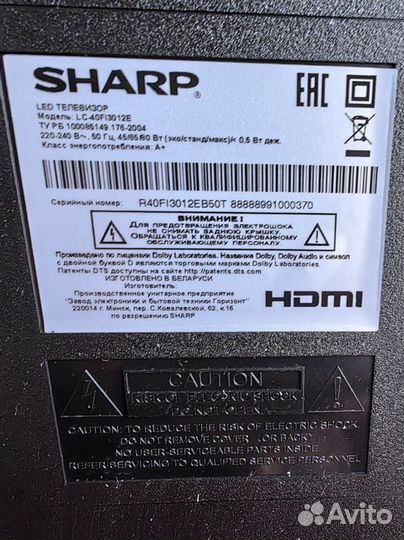 SHARP®
EAC
LED ТЕЛЕВИЗОР
Модель: LC-40FI3012E
ТУ РБ 100085149.176-2004
220-240 В~, 50 Гц, 45/65/80 Вт (эко/станд/макс)< 0,5 Вт деж.
Класс энергопотребления: A+
Серийный номер: R40FI3012EB50T 88888991000370
ВНИМАНИЕ !
Для предотвращения электрошока
не снимать заднюю крышку.
Обращаться к квалифицированному
обслуживающему персоналу.
Произведено по лицензии Dolby Laboratories. Название Dolby, Dolby Audio и символ
с двойной буквой D являются торговыми марками Dolby Laboratories.
Патенты DTS доступны на сайте http://patents.dts.com
ИЗГОТОВЛЕНО В БЕЛАРУСИ
Изготовитель:
Производственное унитарное предприятие
"Завод электроники и бытовой техники Горизонт"
220014 г. Минск, пер. С.Ковалевской, 62, к.16
по разрешению SHARP
HDMI
CAUTION
RISK OF ELECTRIC SHOCK
DO NOT OPEN
CAUTION: TO REDUCE THE RISK OF ELECTRIC SHOCK,
DO NOT REMOVE COVER (OR BACK)
NO USER-SERVICEABLE PARTS INSIDE
REFER SERVICING TO QUALIFIED SERVICE PERSONNEL.
Avito